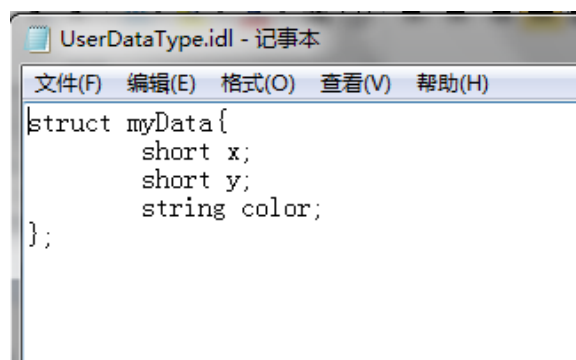 UserDataType.idl - 记事本
文件(F) 编辑(E) 格式(O) 查看(V) 帮助(H)
struct myData{
        short x;
        short y;
        string color;
};